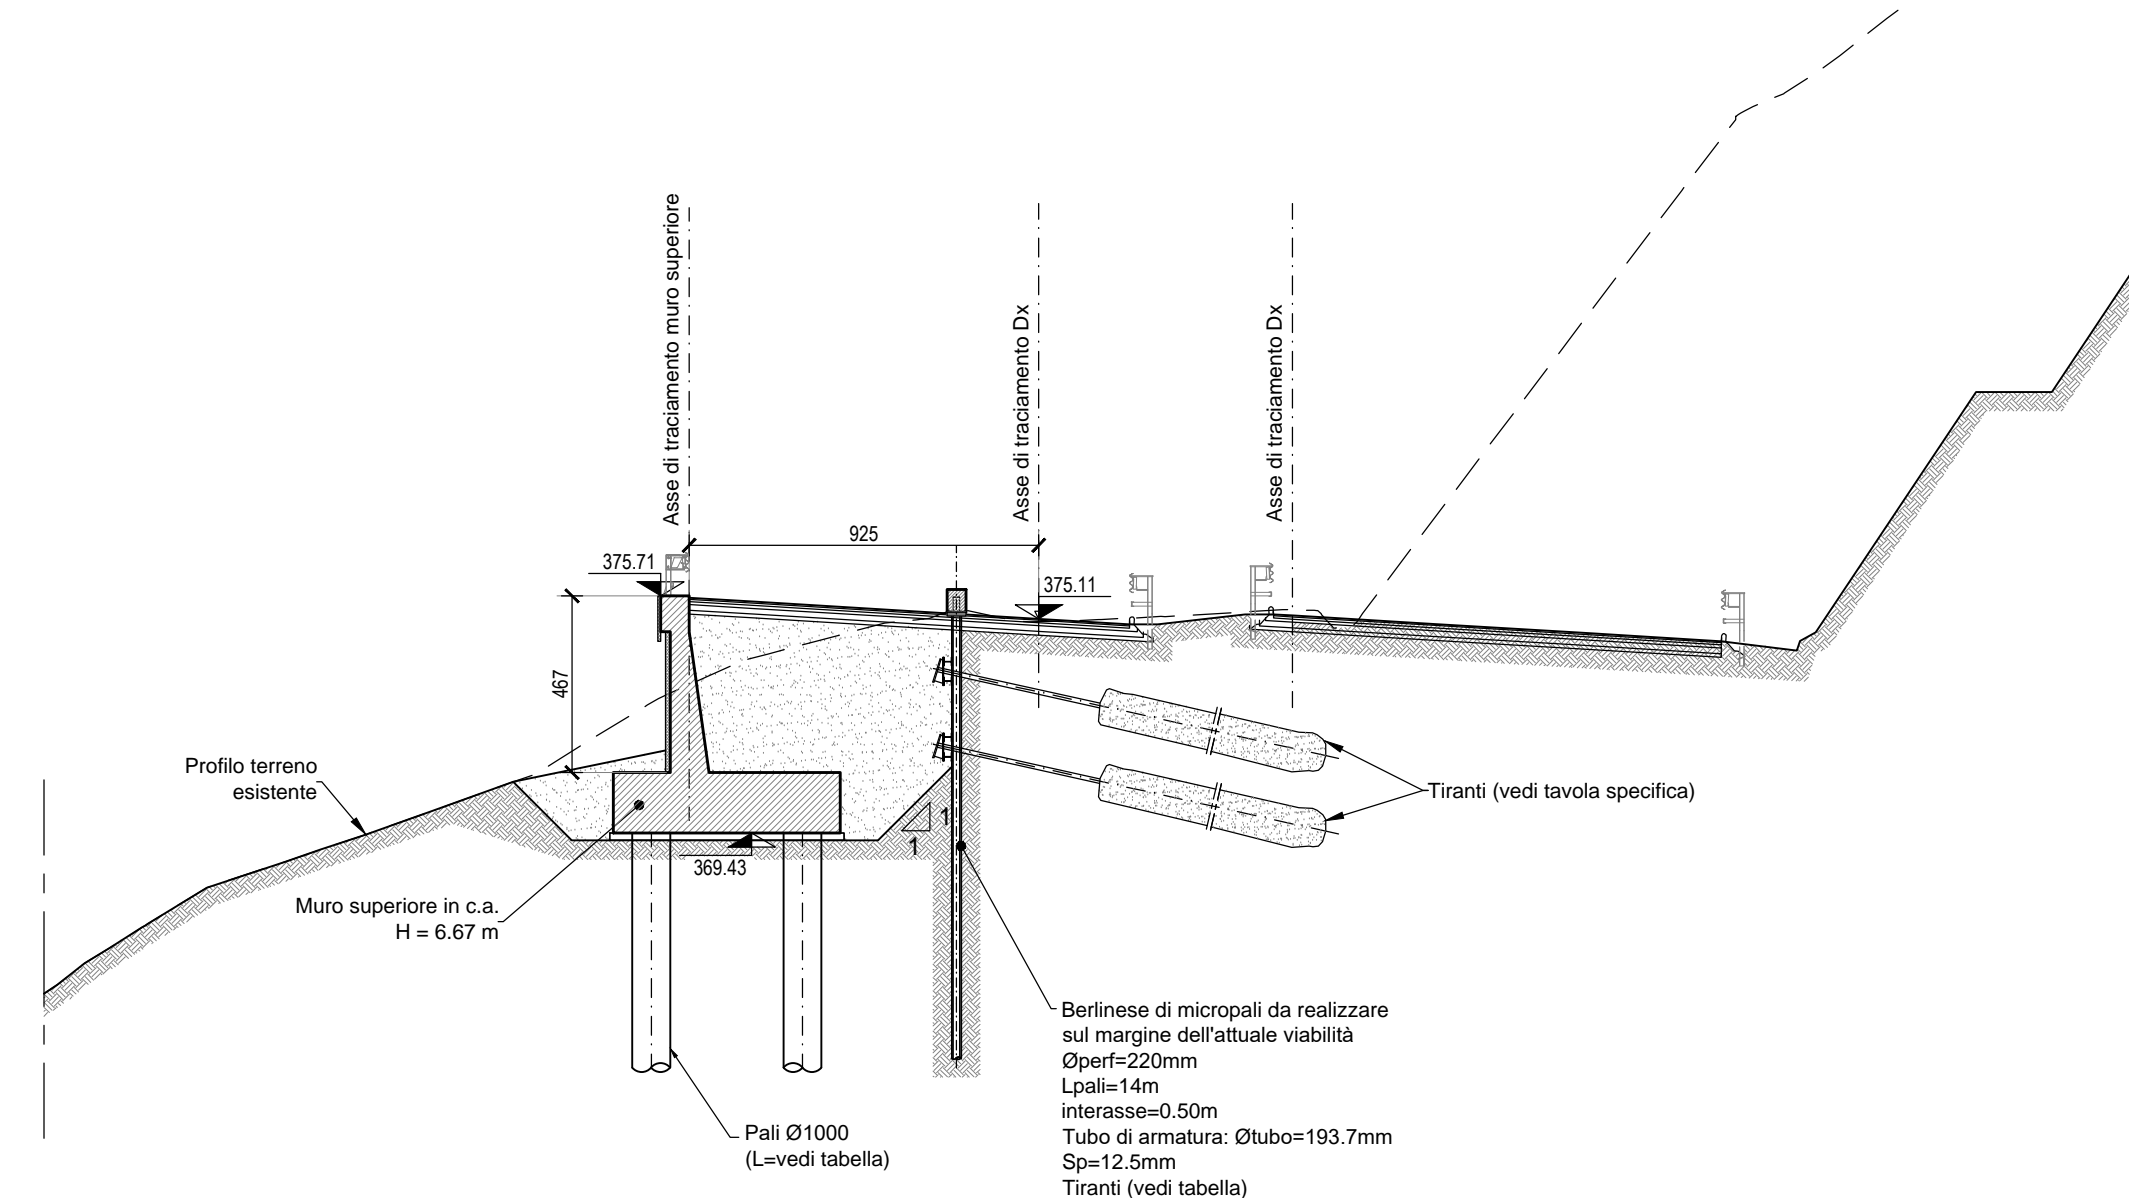 Asse di traciamento muro superiore
Asse di traciamento Dx
Asse di traciamento Dx
925
375.71
375.11
467
Profilo terreno
esistente
Tiranti (vedi tavola specifica)
1
1
369.43
Muro superiore in c.a.
H = 6.67 m
Berlinese di micropali da realizzare
sul margine dell'attuale viabilità
Øperf=220mm
Lpali=14m
interasse=0.50m
Tubo di armatura: Øtubo=193.7mm
Sp=12.5mm
Tiranti (vedi tabella)
Pali Ø1000
(L=vedi tabella)